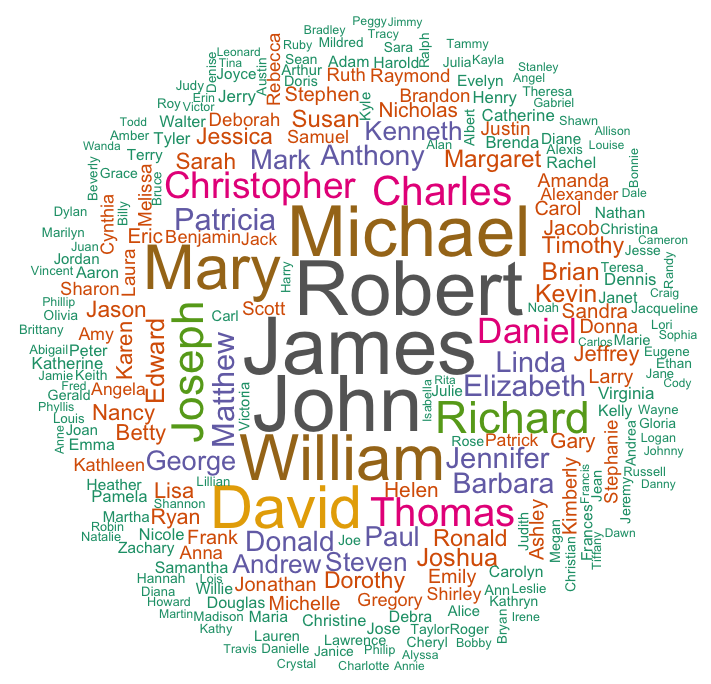 Peggy Jimmy
Bradley Tracy
Leonard Ruby Mildred Sara Ralph Tammy
Tina Denise Rebecca Sean Adam Harold Julia Kayla
Joyce Austin Arthur Ruth Raymond Evelyn Stanley
Judy Erin Jerry Doris Stephen Brandon Henry Angel Theresa
Roy Victor Deborah Susan Kyle Nicholas Catherine Gabriel
Todd Walter Jessica Samuel Kenneth Albert Justin Shawn
Amber Tyler Alan Brenda Diane Allison
Wanda Terry Sarah Mark Anthony Margaret Alexis Louise
Beverly Grace Melissa Bruce Rachel Bonnie
Christopher Charles Amanda
Billy Alexander Dale
Dylan Cynthia Patricia Michael Carol Nathan
Marilyn Eric Benjamin Jack Jacob Christina
Juan Laura Timothy Cameron
Jordan Mary Harry Robert Brian Teresa Jesse
Vincent Aaron Kevin Dennis Randy
Sharon Janet Craig
Phillip Jason Joseph Carl Scott Noah Sandra Jacqueline
Olivia Daniel Donna Lori
Brittany Amy Karen Edward Matthew James Carlos Marie Sophia
Abigail Peter Linda Jeffrey Eugene
Katherine Ethan
Jamie Keith Victoria John Rita Larry Jane
Fred Angela Isabella Julie Elizabeth Cody
Gerald Virginia
Phyllis Nancy Richard Kelly Wayne
Louis Betty Gloria
Anne Joan Rose Patrick Gary Stephanie Andrea Logan
Emma George William Jennifer Johnny
Kathleen Kimberly Francis Russell
Heather Lillian Barbara Jean Danny
Pamela Lisa Helen Jeremy
Shannon David Thomas
Martha Ryan Ashley Frances
Robin Dawn
Natalie Nicole Frank Donald Joe Paul Ronald Judith Megan Tiffany
Zachary Anna Joshua
Samantha Andrew Steven Carolyn Christian
Hannah Lois Jonathan Dorothy Emily
Diana Willie Shirley Ann Leslie
Howard Douglas Michelle Gregory Kathryn
Martin Madison Maria Christine Debra Alice Bryan Irene
Kathy Jose Taylor Roger
Lauren Lawrence Cheryl Bobby
Travis Danielle Janice Philip Alyssa
Crystal Charlotte Annie